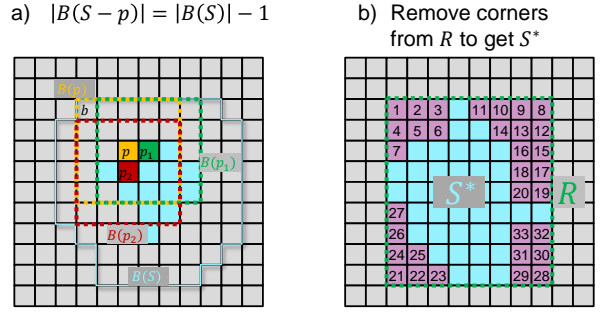 a) |B(S − p)| = |B(S)| − 1
b) Remove corners
from R to get S*
B(p)
b
p p₁
p₂
B(p₁)
B(p₂)
B(S)
1 2 3 11 10 9 8
4 5 6 14 13 12
7 16 15
18 17
S* R
20 19
27
26 33 32
24 25 31 30
21 22 23 29 28